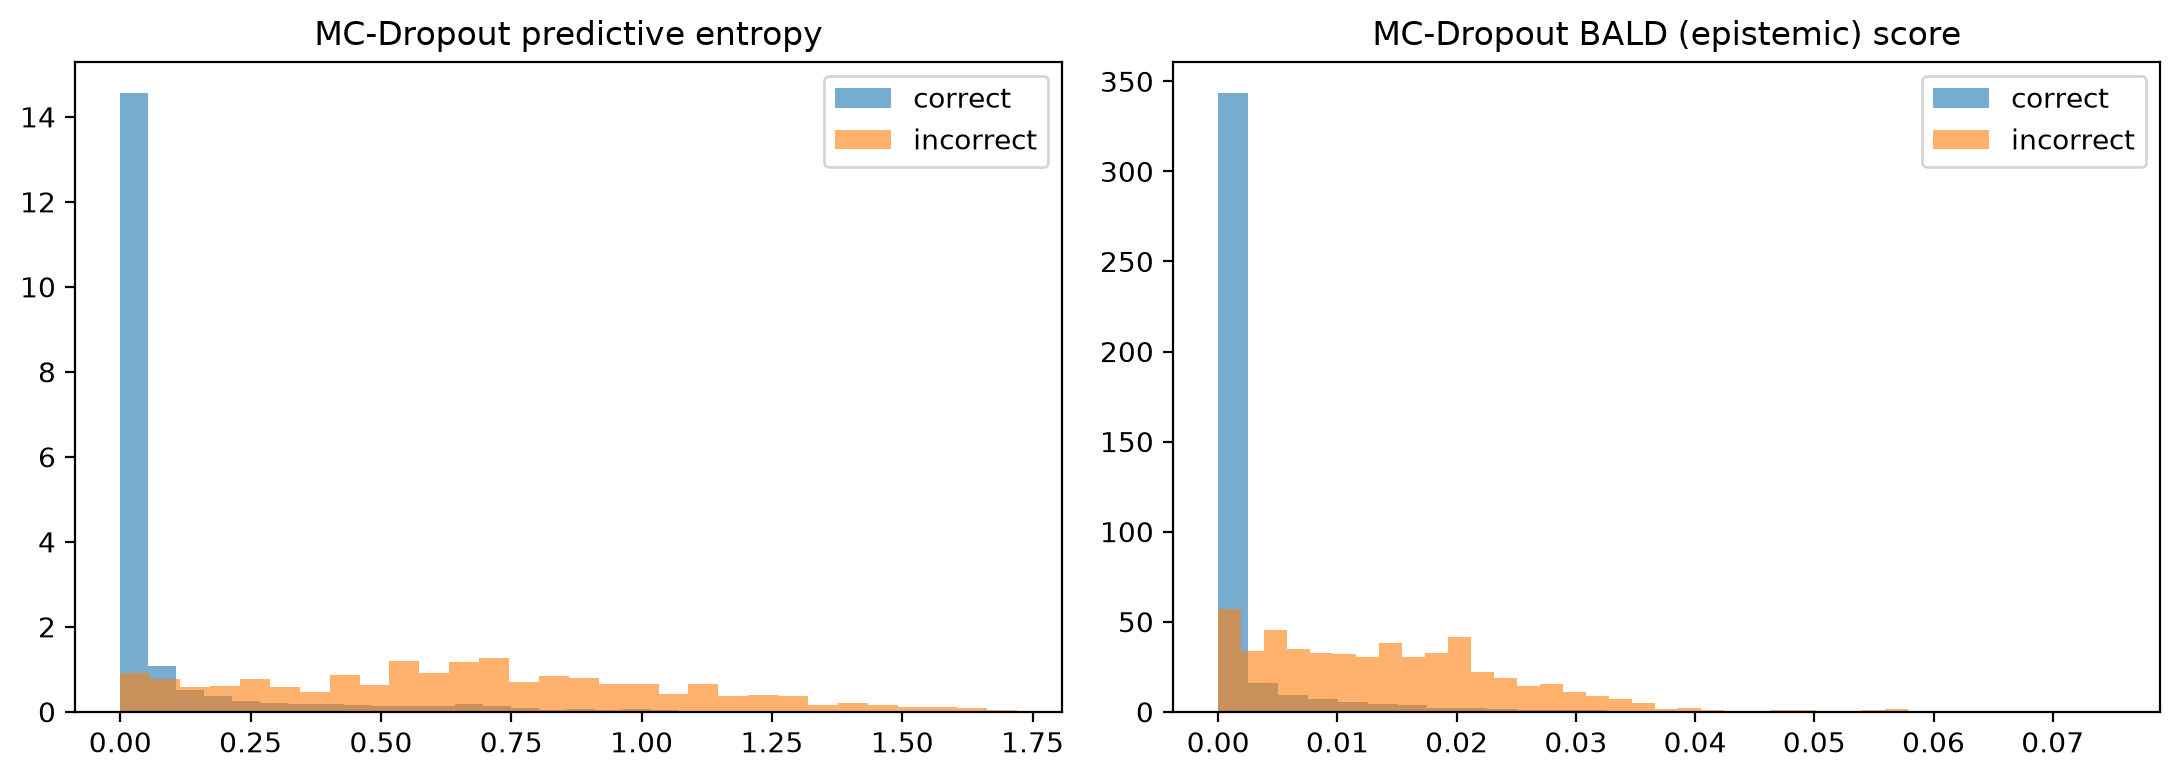 MC-Dropout predictive entropy
correct
incorrect
14
12
10
8
6
4
2
0
0.00 0.25 0.50 0.75 1.00 1.25 1.50 1.75
MC-Dropout BALD (epistemic) score
correct
incorrect
350
300
250
200
150
100
50
0
0.00 0.01 0.02 0.03 0.04 0.05 0.06 0.07